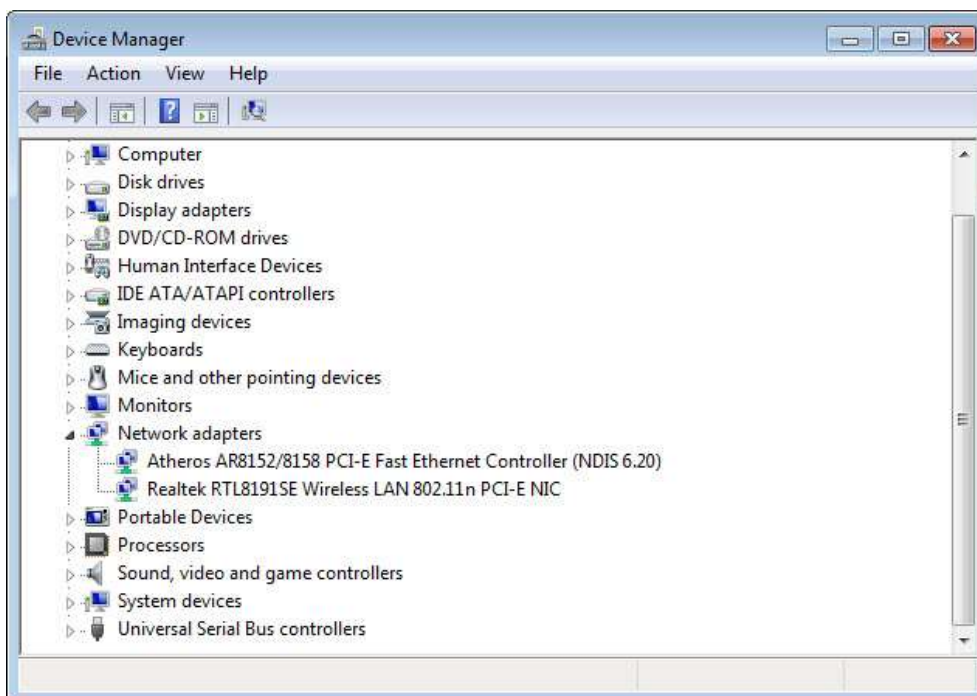 Device Manager
File Action View Help
Computer
Disk drives
Display adapters
DVD/CD-ROM drives
Human Interface Devices
IDE ATA/ATAPI controllers
Imaging devices
Keyboards
Mice and other pointing devices
Monitors
Network adapters
Atheros AR8152/8158 PCI-E Fast Ethernet Controller (NDIS 6.20)
Realtek RTL8191SE Wireless LAN 802.11n PCI-E NIC
Portable Devices
Processors
Sound, video and game controllers
System devices
Universal Serial Bus controllers